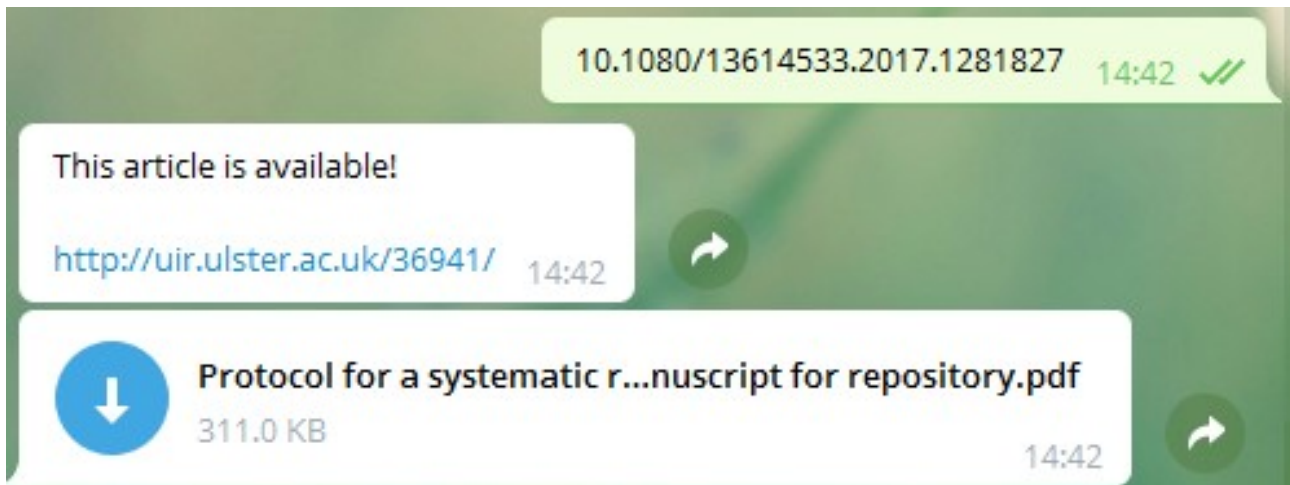 10.1080/13614533.2017.1281827 14:42
This article is available!
http://uir.ulster.ac.uk/36941/ 14:42
Protocol for a systematic r...nuscript for repository.pdf
311.0 KB
14:42